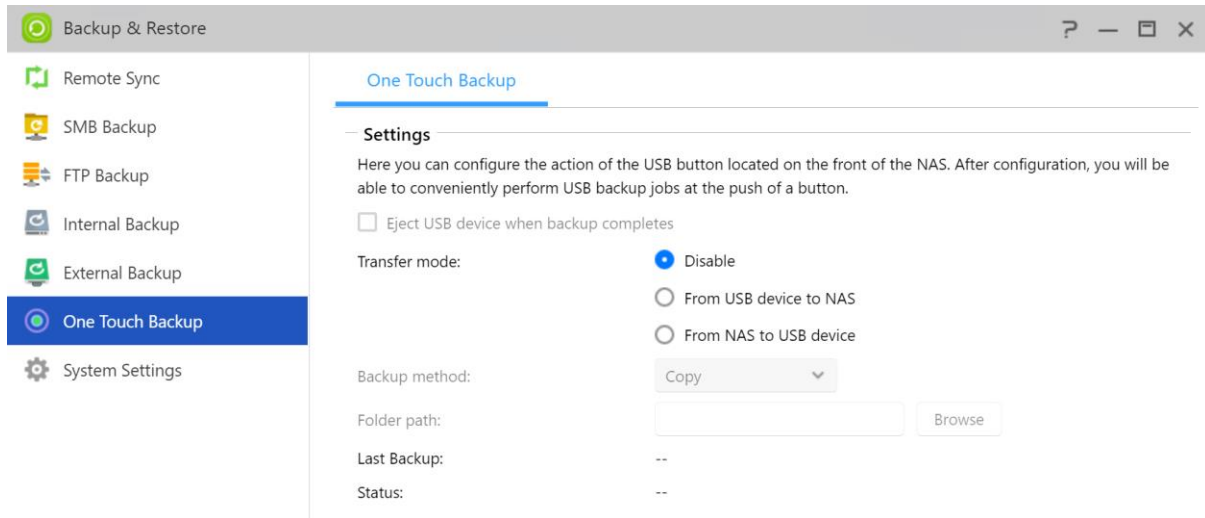 Backup & Restore
Remote Sync
SMB Backup
FTP Backup
Internal Backup
External Backup
One Touch Backup
System Settings
One Touch Backup
Settings
Here you can configure the action of the USB button located on the front of the NAS. After configuration, you will be
able to conveniently perform USB backup jobs at the push of a button.
Eject USB device when backup completes
Transfer mode:
Disable
From USB device to NAS
From NAS to USB device
Backup method:
Copy
Folder path:
Browse
Last Backup:
--
Status:
--